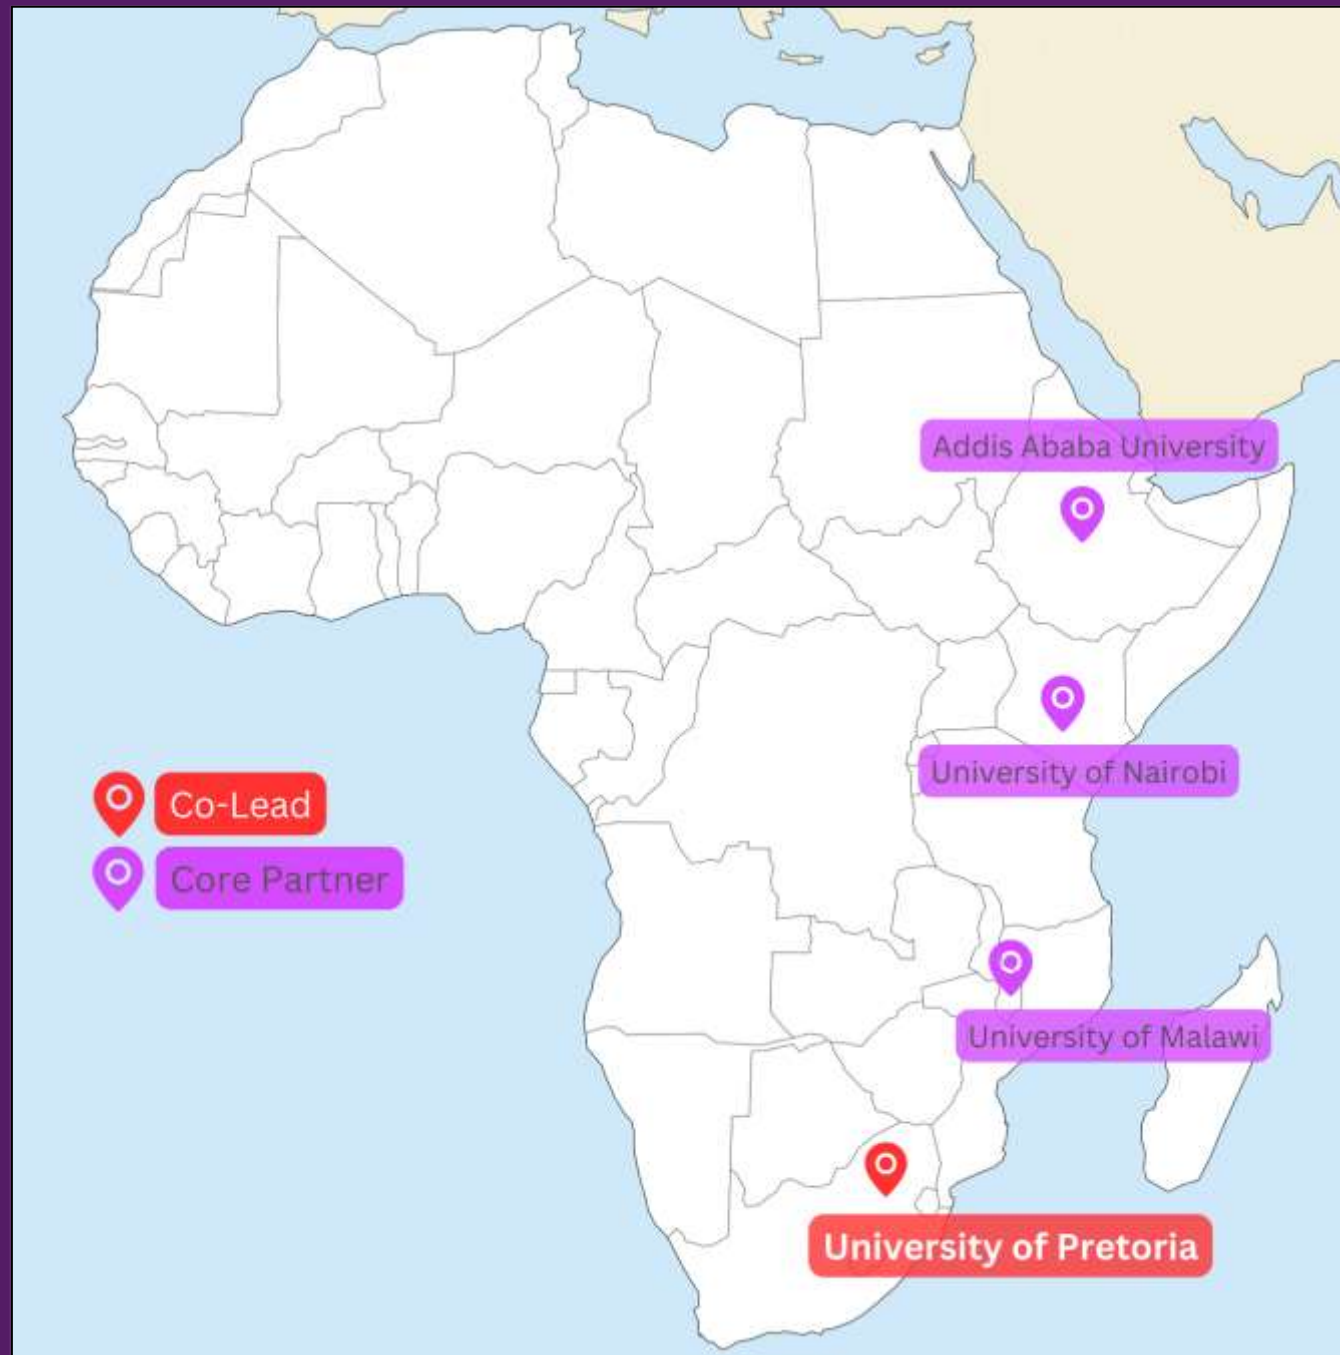 Addis Ababa University
University of Nairobi
Co-Lead
Core Partner
University of Malawi
University of Pretoria